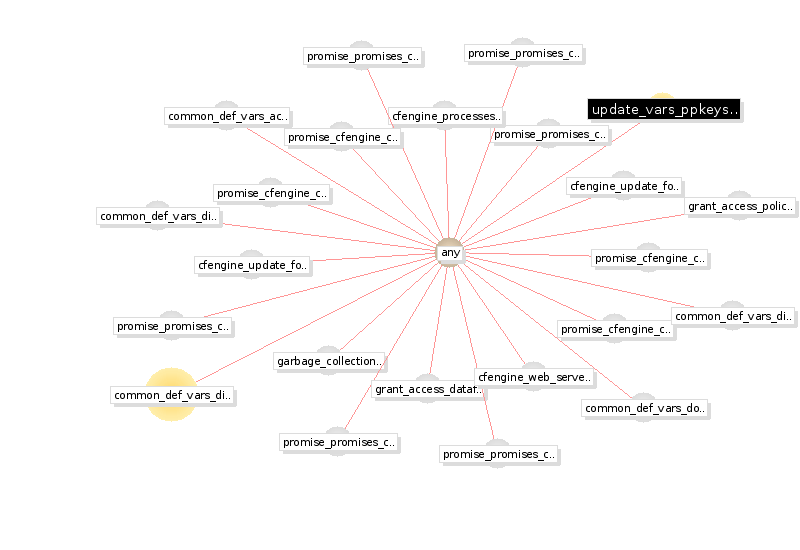 promise_promises_c..
promise_promises_c..
update_vars_ppkeys..
common_def_vars_ac..
cfengine_processes..
promise_cfengine_c..
promise_promises_c..
cfengine_update_fo..
promise_cfengine_c..
grant_access_polic..
common_def_vars_di..
any
promise_cfengine_c..
cfengine_update_fo..
common_def_vars_di..
promise_promises_c..
promise_cfengine_c..
garbage_collection..
cfengine_web_serve..
grant_access_dataf..
common_def_vars_di..
common_def_vars_do..
promise_promises_c..
promise_promises_c..